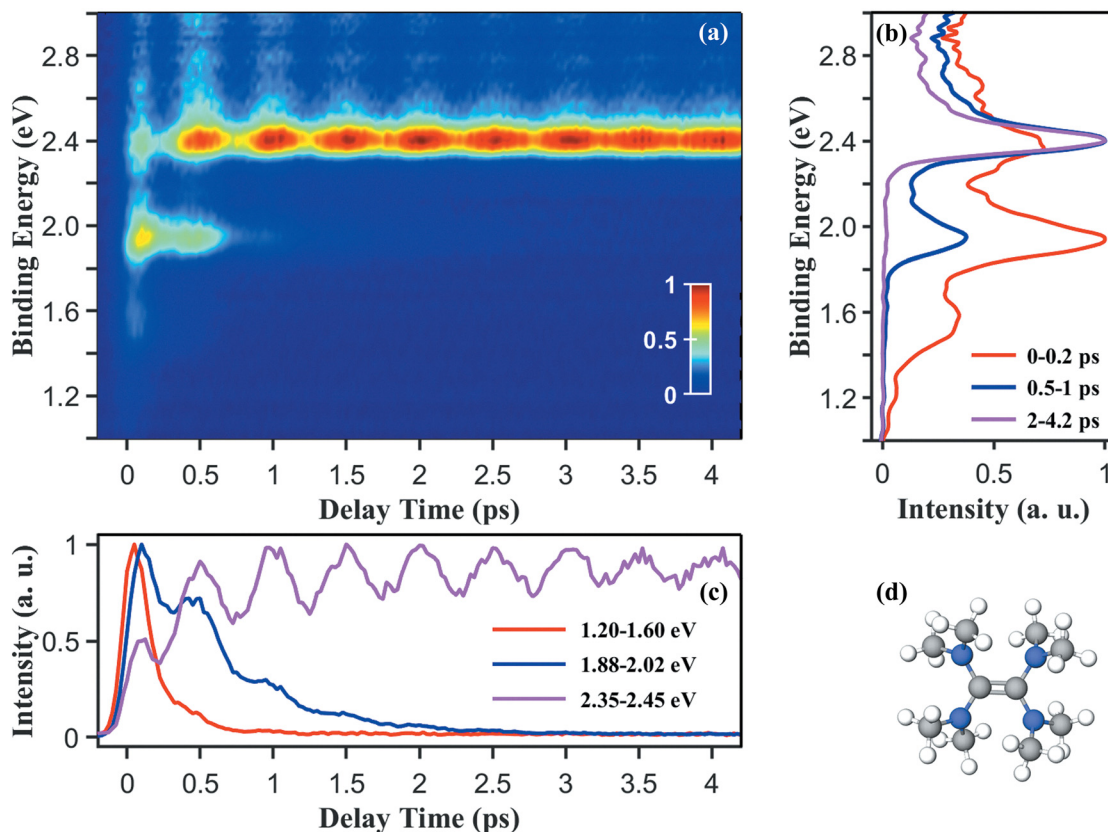 (a)
2.8
2.4
2.0
1.6
1.2
Binding Energy (eV)
1
0.5
0
0 0.5 1 1.5 2 2.5 3 3.5 4
Delay Time (ps)
(b)
2.8
2.4
2.0
1.6
1.2
Binding Energy (eV)
0-0.2 ps
0.5-1 ps
2-4.2 ps
0 0.5 1
Intensity (a. u.)
(c)
1
0.5
0
Intensity (a. u.)
1.20-1.60 eV
1.88-2.02 eV
2.35-2.45 eV
0 0.5 1 1.5 2 2.5 3 3.5 4
Delay Time (ps)
(d)